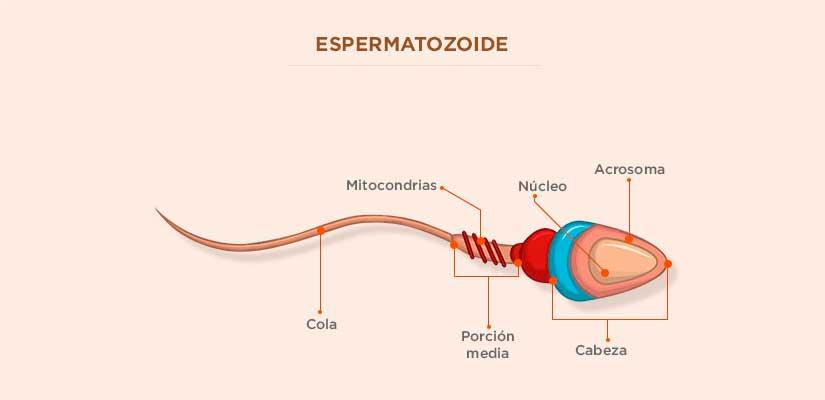 ESPERMATOZOIDE
Acrosoma
Mitocondrias
Núcleo
Cola
Porción
media
Cabeza